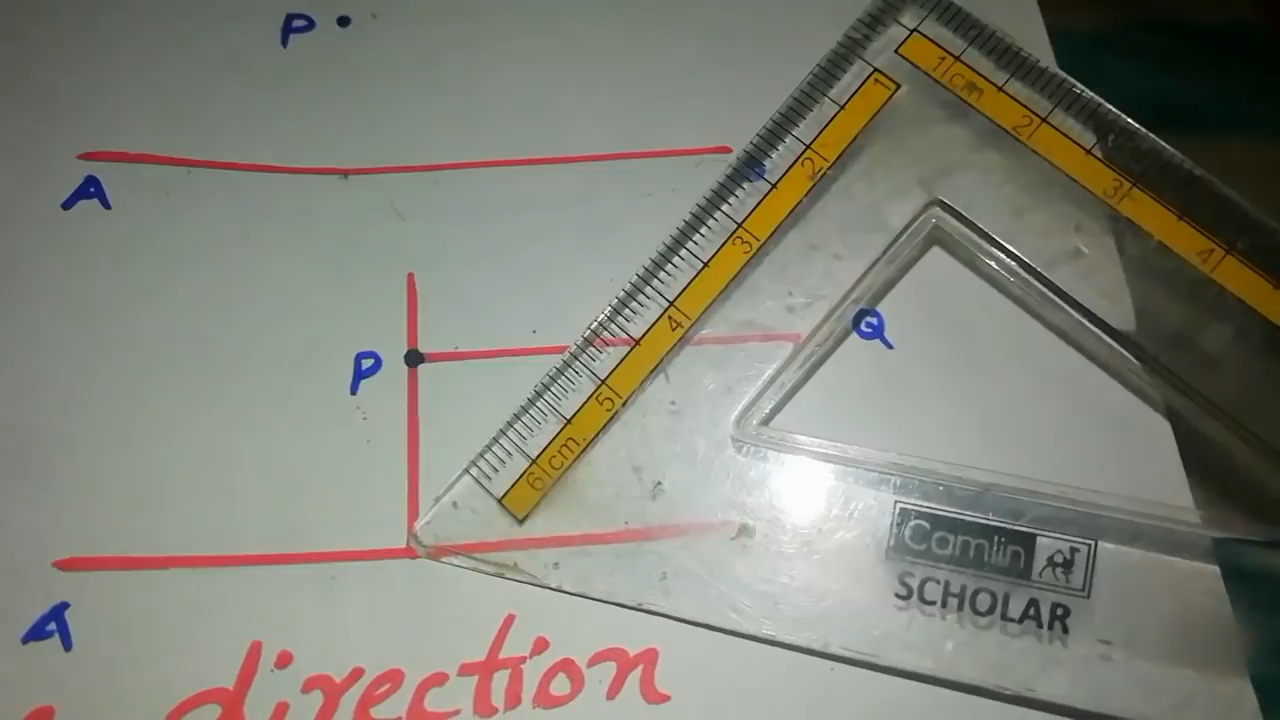 P
A
P
Q
A
direction
1 2 3 4 5 6 cm.
1 cm 2 3 4
Camlin
SCHOLAR